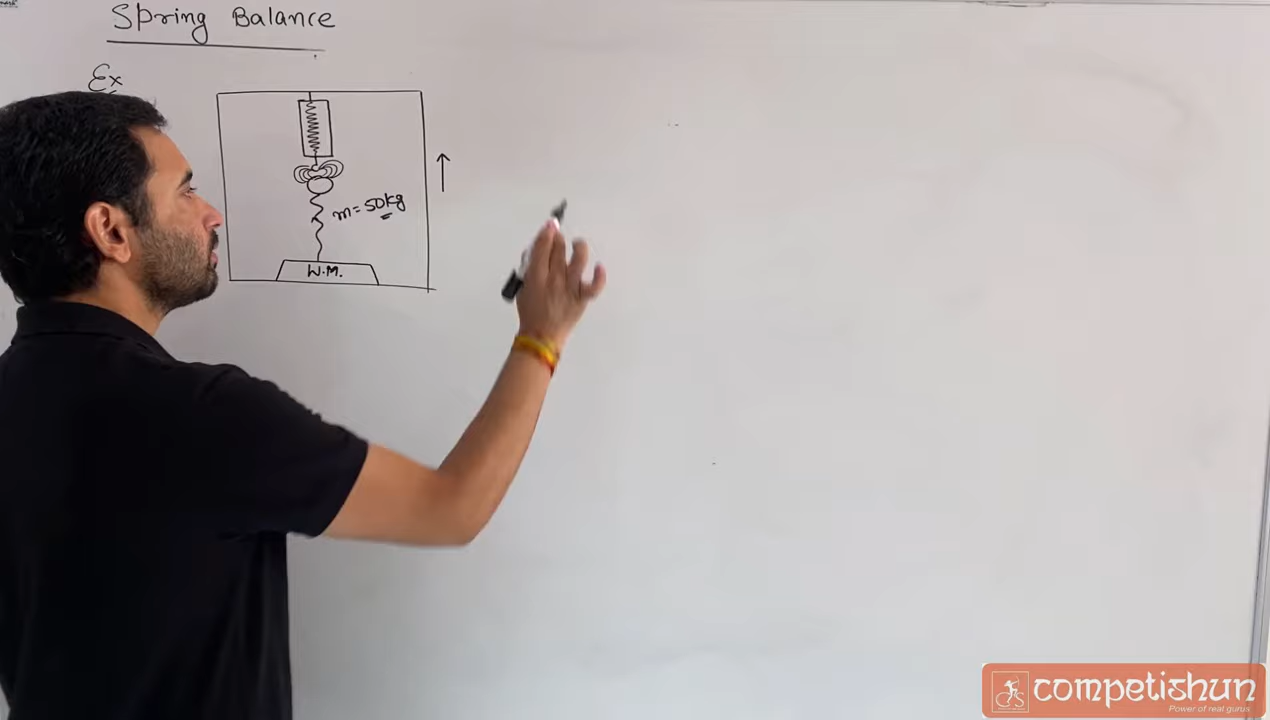 Spring Balance
Ex
m = 50kg
W.M.
competishun
Power of real gurus